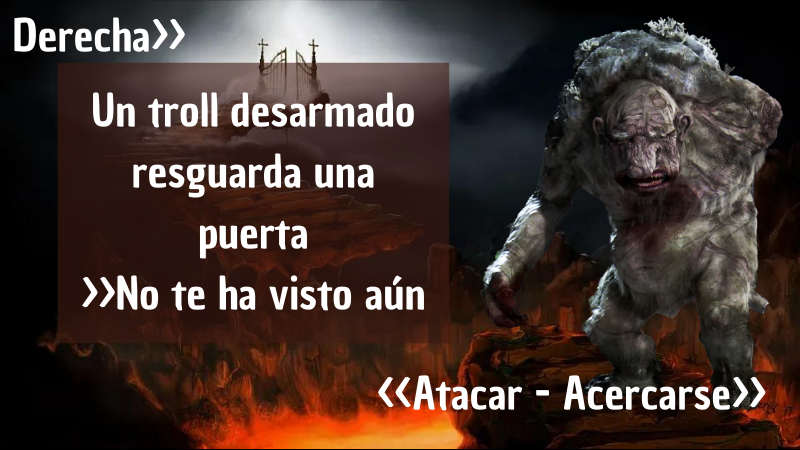 Derecha>>
Un troll desarmado
resguarda una
puerta
>>No te ha visto aún
<<Atacar - Acercarse>>